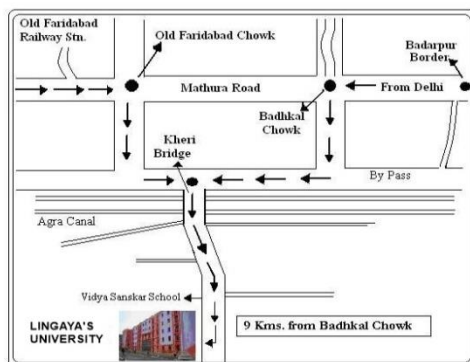 Old Faridabad
Railway Stn.
Old Faridabad Chowk
Badarpur
Border
Mathura Road
From Delhi
Badhkal
Chowk
Kheri
Bridge
By Pass
Agra Canal
Vidya Sanskar School
LINGAYA'S
UNIVERSITY
9 Kms. from Badhkal Chowk